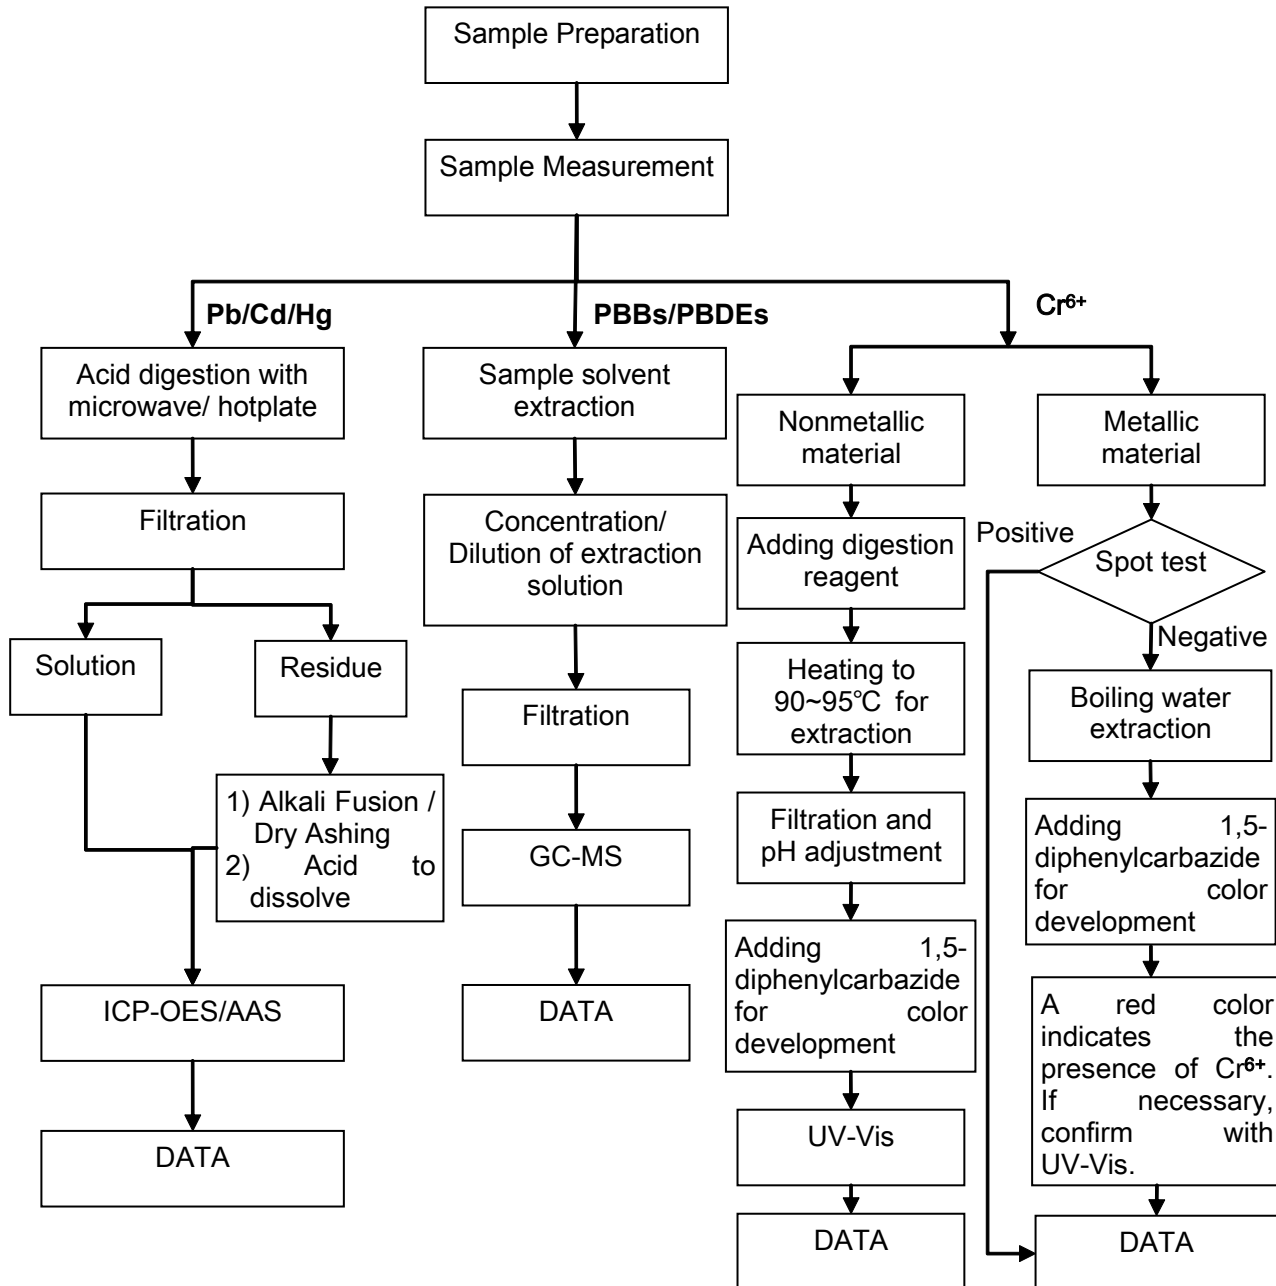 Sample Preparation
Sample Measurement
Pb/Cd/Hg
PBBs/PBDEs
Cr⁶⁺
Acid digestion with
microwave/ hotplate
Filtration
Solution
Residue
1) Alkali Fusion /
Dry Ashing
2) Acid to
dissolve
ICP-OES/AAS
DATA
Sample solvent
extraction
Concentration/
Dilution of extraction
solution
Filtration
GC-MS
DATA
Nonmetallic
material
Adding digestion
reagent
Heating to
90~95℃ for
extraction
Filtration and
pH adjustment
Adding 1,5-
diphenylcarbazide
for color
development
UV-Vis
DATA
Metallic
material
Spot test
Positive
Negative
Boiling water
extraction
Adding 1,5-
diphenylcarbazide
for color
development
A red color
indicates the
presence of Cr⁶⁺.
If necessary,
confirm with
UV-Vis.
DATA